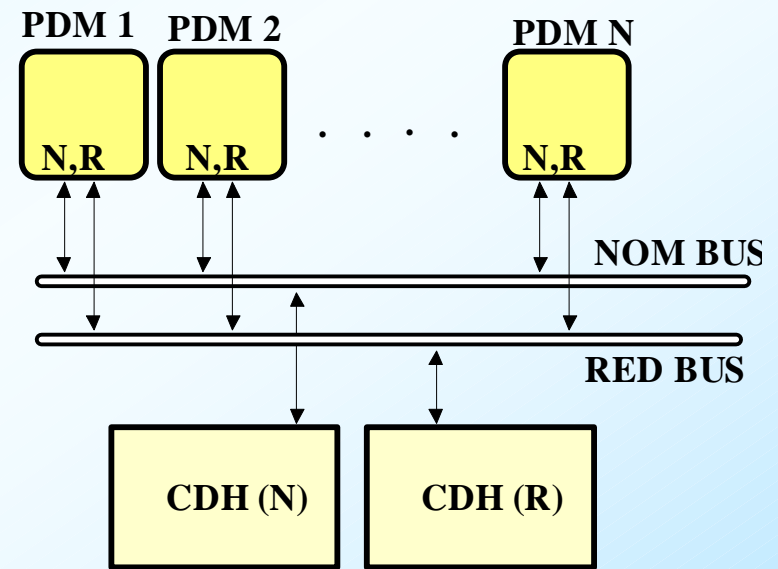 PDM 1 PDM 2 PDM N
N,R N,R . . . . N,R
NOM BUS
RED BUS
CDH (N) CDH (R)